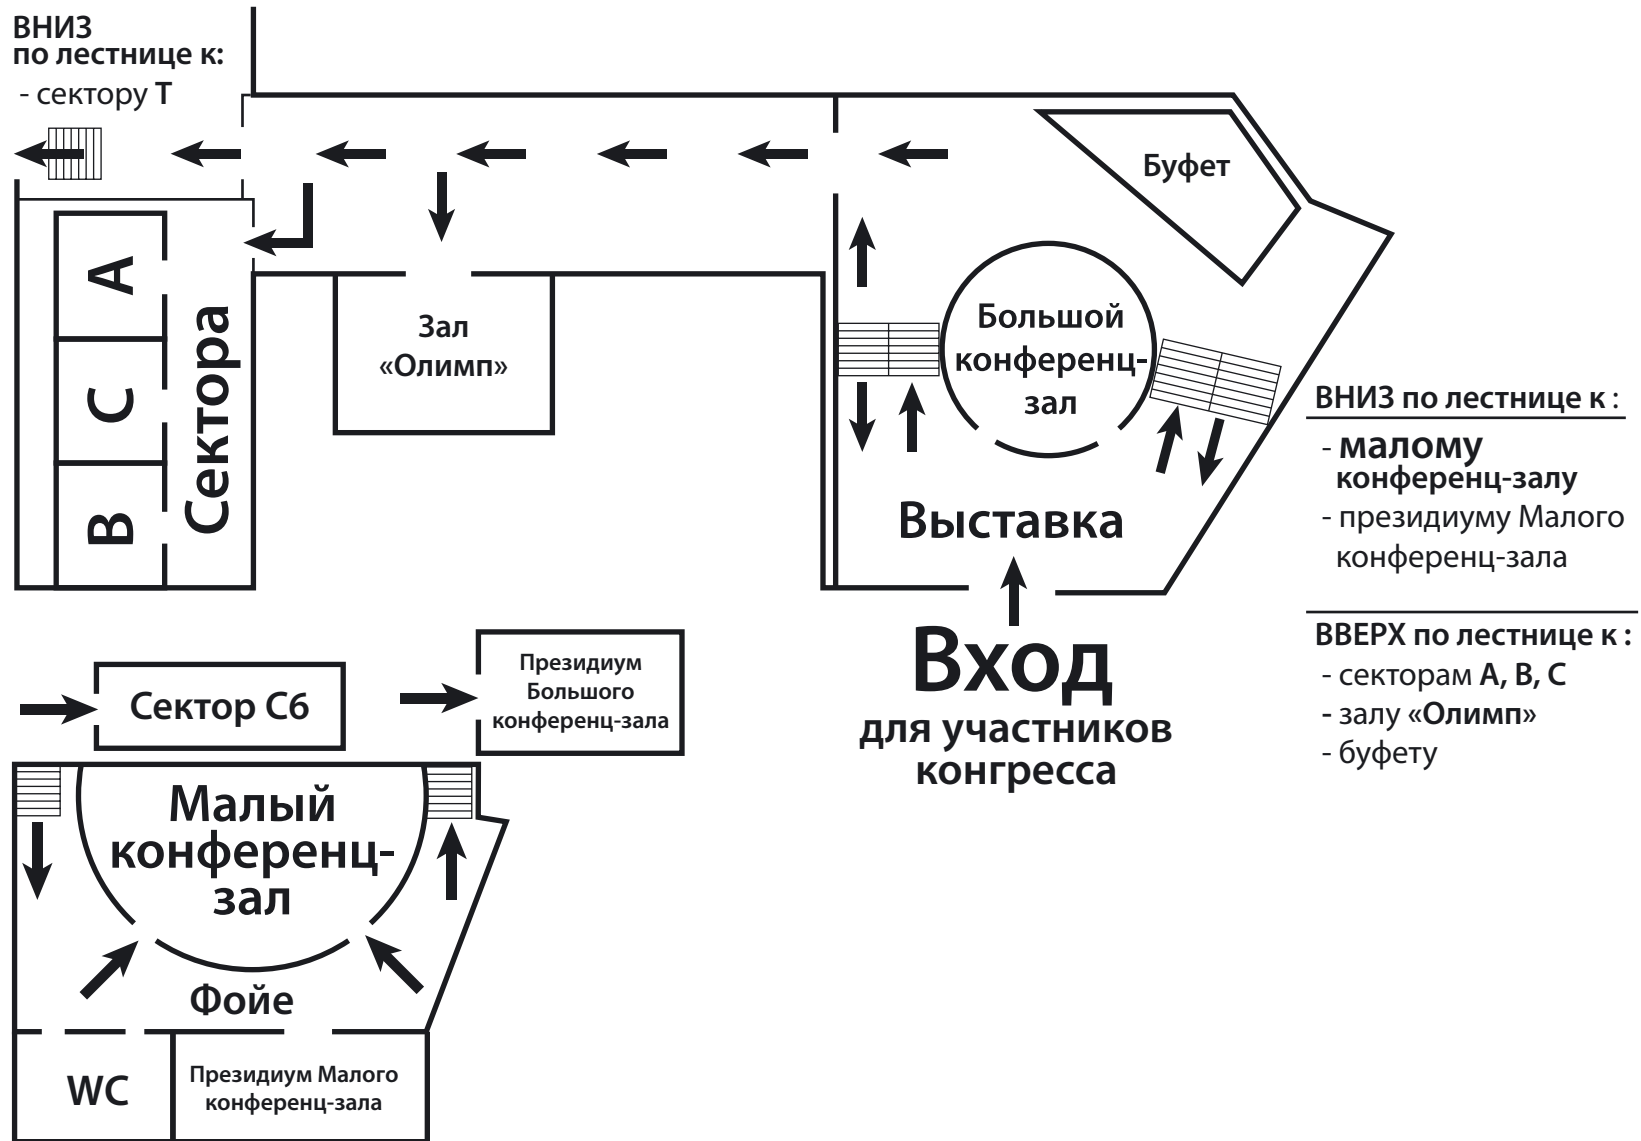 ВНИЗ
по лестнице к:
- сектору Т
Буфет
A
C
B
Сектора
Зал
«Олимп»
Большой
конференц-
зал
Выставка
Вход
для участников
конгресса
ВНИЗ по лестнице к :
- малому
конференц-залу
- президиуму Малого
конференц-зала
ВВЕРХ по лестнице к :
- секторам А, В, С
- залу «Олимп»
- буфету
Сектор С6
Президиум
Большого
конференц-зала
Малый
конференц-
зал
Фойе
WC
Президиум Малого
конференц-зала